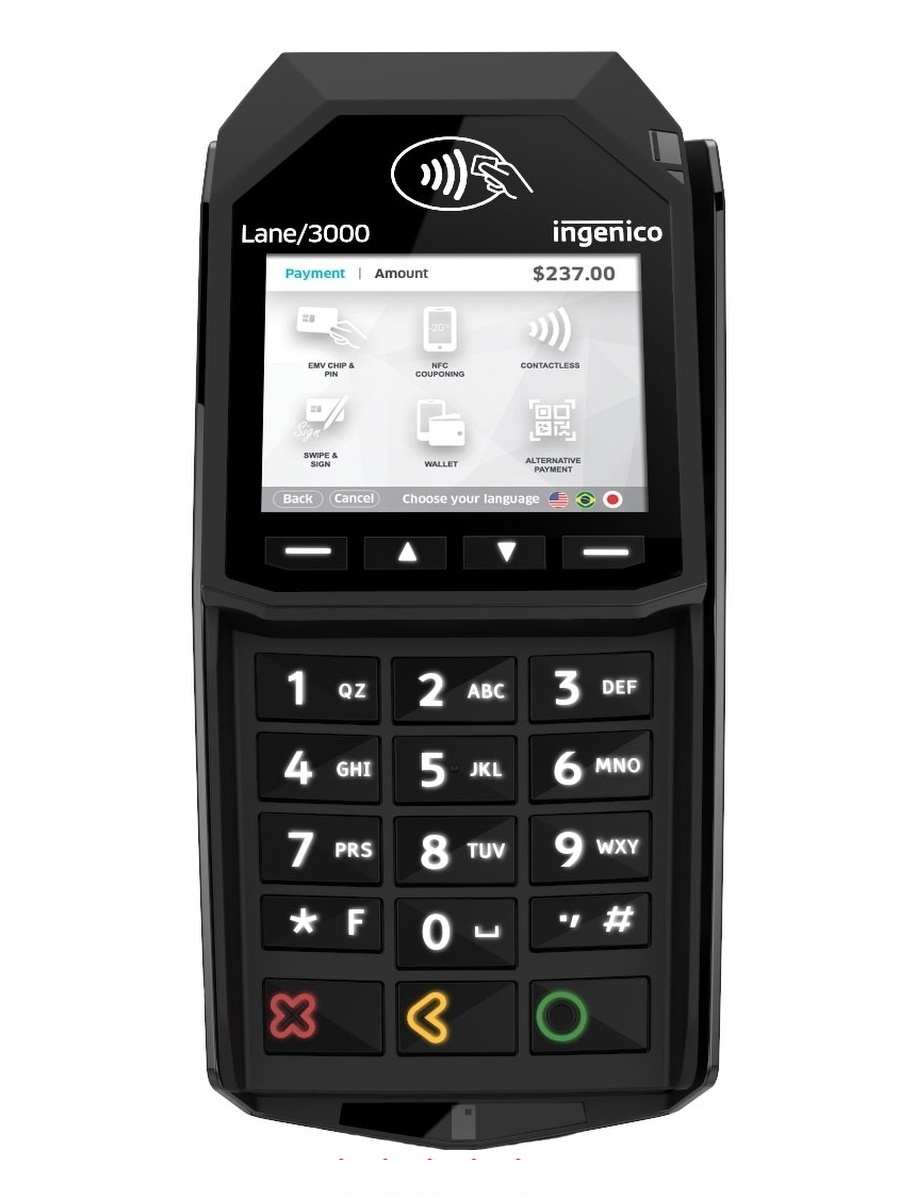 Lane/3000 ingenico
Payment | Amount $237.00
-20%
EMV CHIP &
PIN
NFC
COUPONING
CONTACTLESS
Sign
SWIPE &
SIGN
WALLET
ALTERNATIVE
PAYMENT
Back Cancel Choose your language
1 QZ 2 ABC 3 DEF
4 GHI 5 JKL 6 MNO
7 PRS 8 TUV 9 WXY
* F 0 ., #